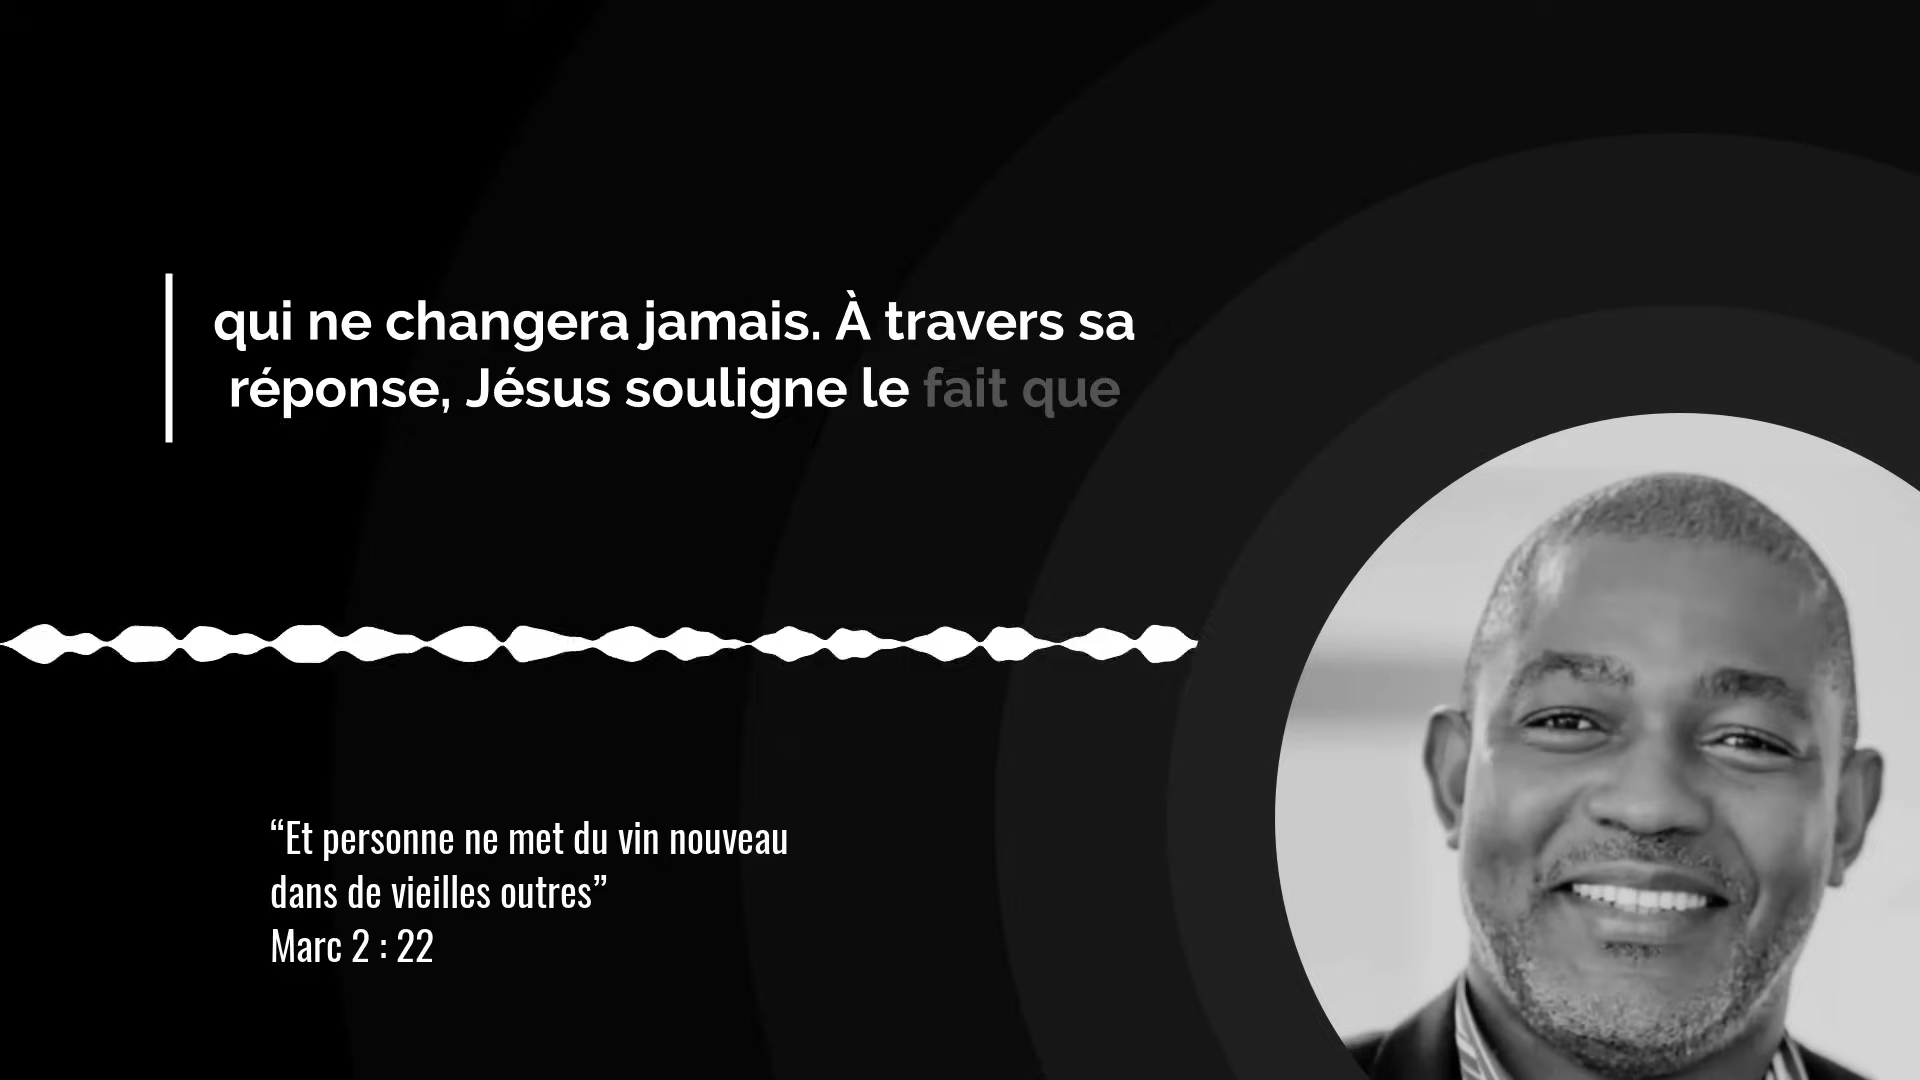 qui ne changera jamais. À travers sa
réponse, Jésus souligne le fait que
“Et personne ne met du vin nouveau
dans de vieilles outres”
Marc 2 : 22